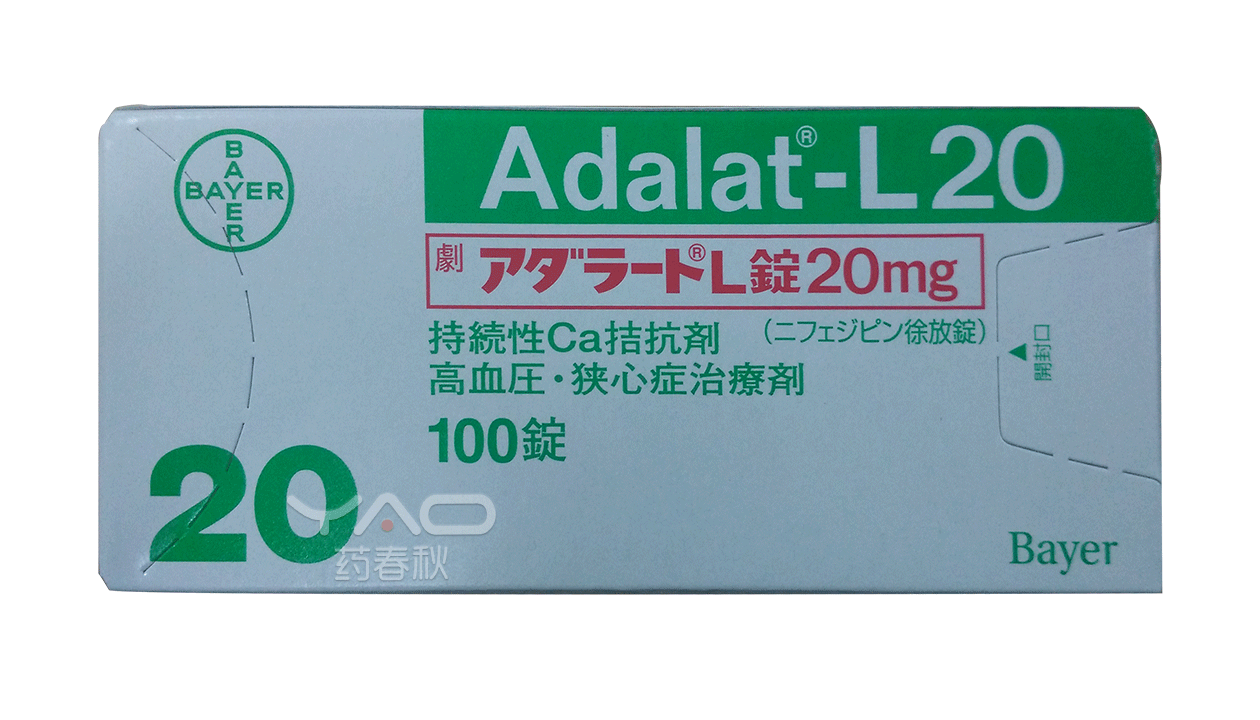 BAYER
BAYER
Adalat®-L20
劇 アダラート®L錠20mg
持続性Ca拮抗剤 （ニフェジピン徐放錠）
高血圧・狭心症治療剤
100錠
開封口
20
YAO
药春秋
Bayer